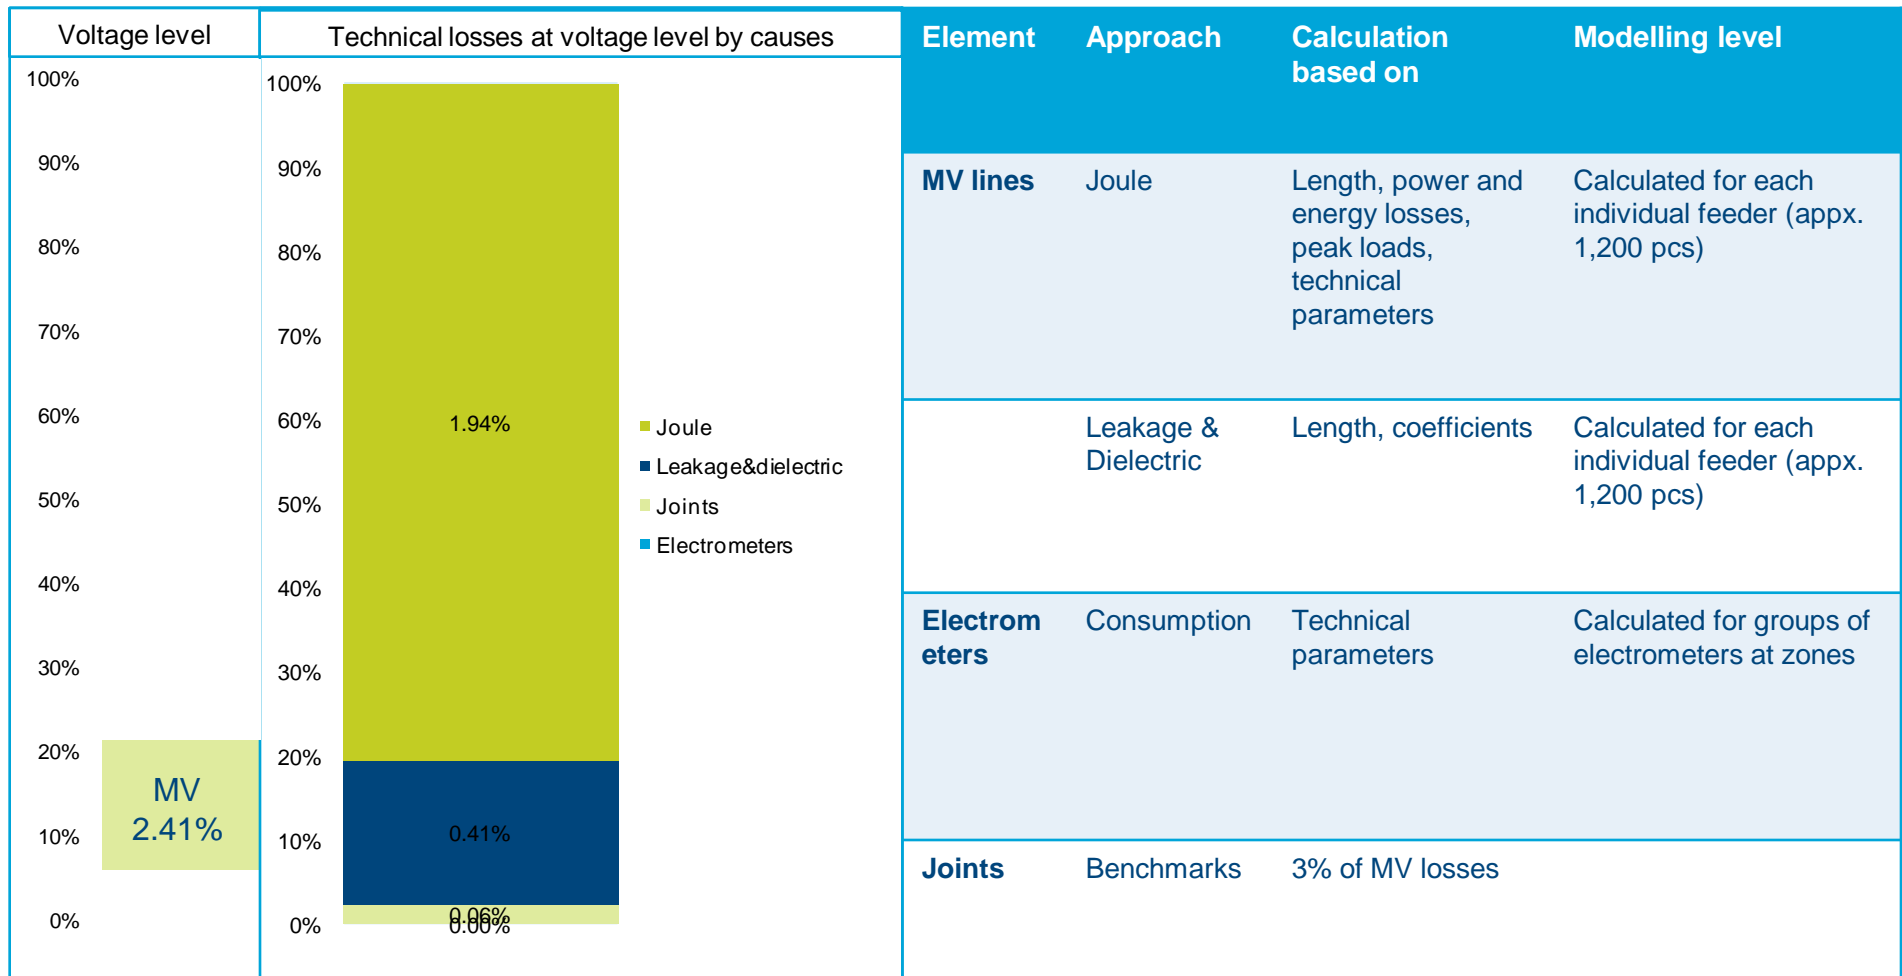 Voltage level
Technical losses at voltage level by causes
100%
90%
80%
70%
60%
50%
40%
30%
20%
10%
0%
MV
2.41%
100%
90%
80%
70%
60%
50%
40%
30%
20%
10%
0%
1.94%
0.41%
0.06%
0.00%
Joule
Leakage&dielectric
Joints
Electrometers
Element
Approach
Calculation
based on
Modelling level
MV lines
Joule
Length, power and
energy losses,
peak loads,
technical
parameters
Calculated for each
individual feeder (appx.
1,200 pcs)
Leakage &
Dielectric
Length, coefficients
Calculated for each
individual feeder (appx.
1,200 pcs)
Electrom
eters
Consumption
Technical
parameters
Calculated for groups of
electrometers at zones
Joints
Benchmarks
3% of MV losses